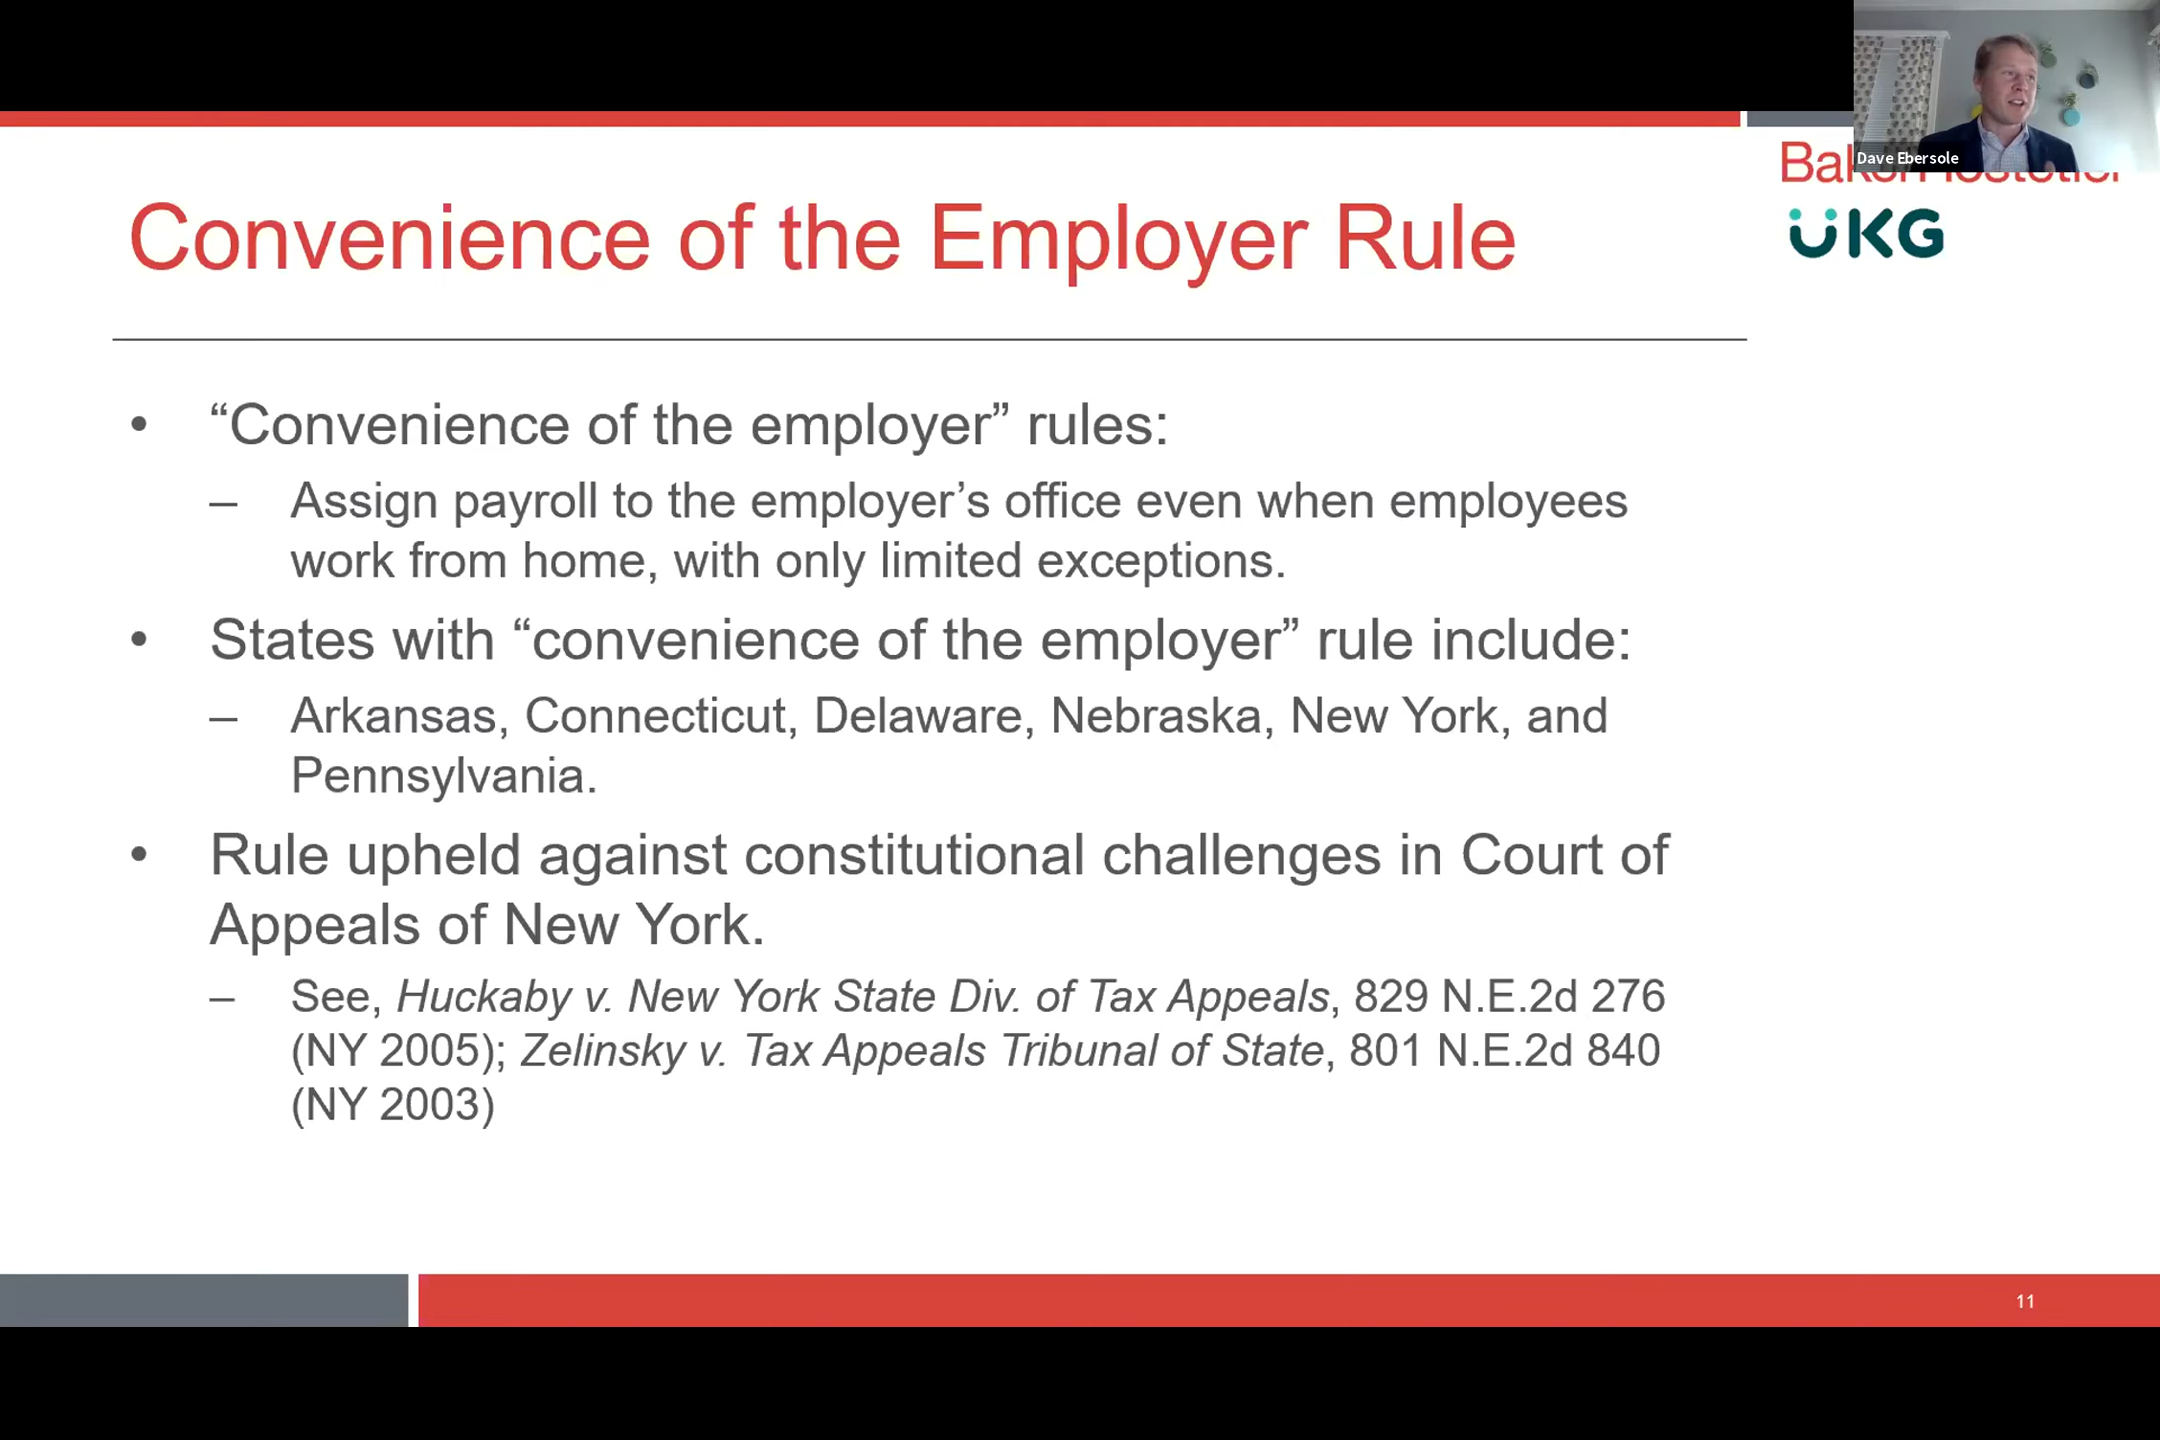 Dave Ebersole
UKG
Convenience of the Employer Rule
• “Convenience of the employer” rules:
– Assign payroll to the employer’s office even when employees
work from home, with only limited exceptions.
• States with “convenience of the employer” rule include:
– Arkansas, Connecticut, Delaware, Nebraska, New York, and
Pennsylvania.
• Rule upheld against constitutional challenges in Court of
Appeals of New York.
– See, Huckaby v. New York State Div. of Tax Appeals, 829 N.E.2d 276
(NY 2005); Zelinsky v. Tax Appeals Tribunal of State, 801 N.E.2d 840
(NY 2003)
11